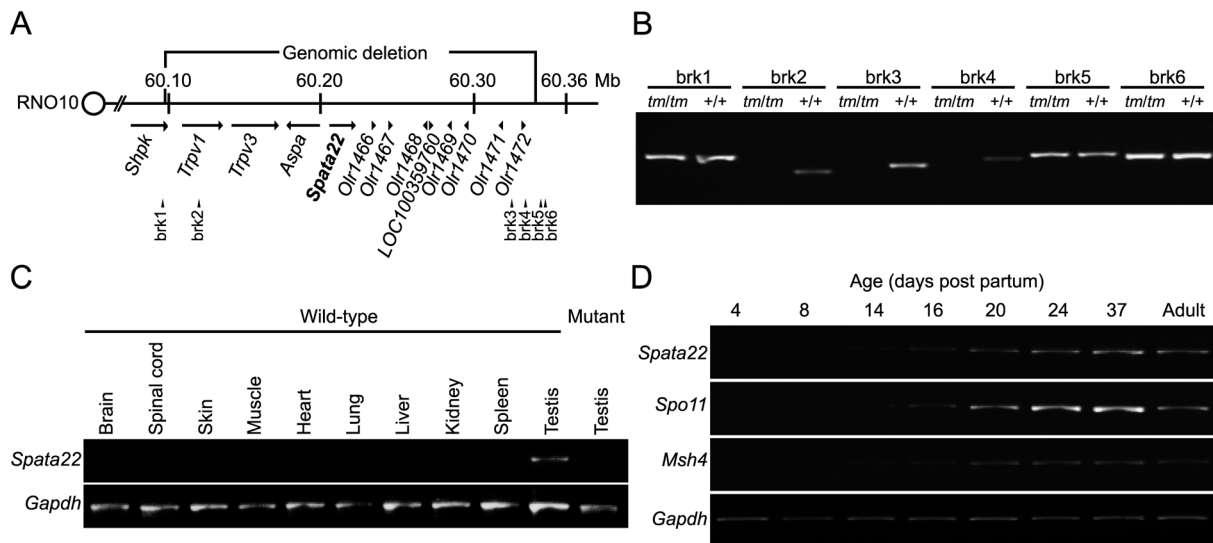 A
Genomic deletion
60.10 60.20 60.30 60.36 Mb
RNO10
Shpk Trpv1 Trpv3 Aspa Spata22 Olr1466 Olr1467 Olr1468 LOC100359760 Olr1469 Olr1470 Olr1471 Olr1472
brk1 brk2 brk3 brk4 brk5 brk6
B
brk1 brk2 brk3 brk4 brk5 brk6
tm/tm +/+ tm/tm +/+ tm/tm +/+ tm/tm +/+ tm/tm +/+ tm/tm +/+
C
Wild-type Mutant
Brain Spinal cord Skin Muscle Heart Lung Liver Kidney Spleen Testis Testis
Spata22
Gapdh
D
Age (days post partum)
4 8 14 16 20 24 37 Adult
Spata22
Spo11
Msh4
Gapdh